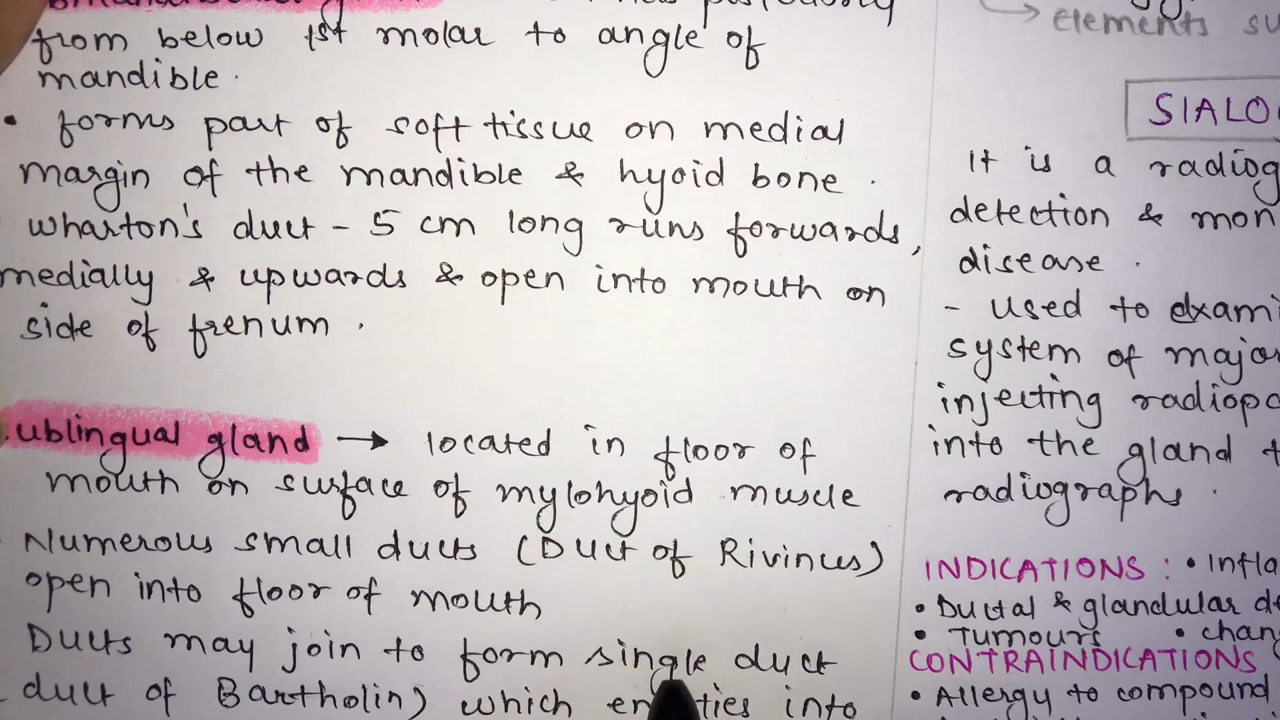 from below 1st molar to angle of
mandible.
• forms part of soft tissue on medial
margin of the mandible & hyoid bone.
Wharton's duct - 5 cm long runs forwards,
medially & upwards & open into mouth on
side of frenum.
ublingual gland → located in floor of
mouth on surface of mylohyoid muscle
Numerous small ducts (Duct of Rivinus)
open into floor of mouth
Ducts may join to form single duct
duct of Bartholin) which into
elements su
SIALO
It is a radiog
detection & mon
disease.
- Used to exami
system of major
injecting radiopa
into the gland
radiographs.
INDICATIONS : • Infla
• Ductal & glandular d
• Tumours • chan
CONTRAINDICATIONS
• Allergy to compound